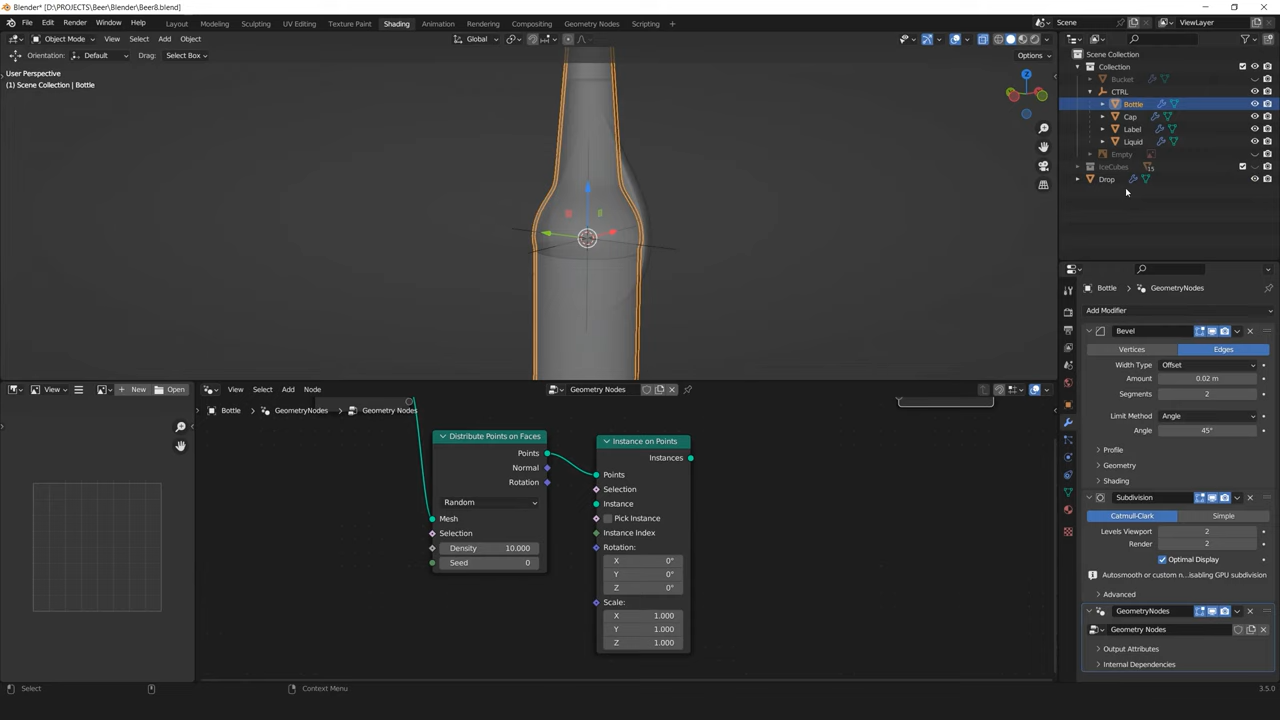 Blender* [D:\PROJECTS\Beer\Blender\Beer8.blend]
File Edit Render Window Help Layout Modeling Sculpting UV Editing Texture Paint Shading Animation Rendering Compositing Geometry Nodes Scripting + Scene ViewLayer
Object Mode View Select Add Object Global
Orientation: Default Drag: Select Box Options
User Perspective
(1) Scene Collection | Bottle
Scene Collection
Collection
Bucket
CTRL
Bottle
Cap
Label
Liquid
Empty
IceCubes 15
Drop
Bottle > GeometryNodes
Add Modifier
Bevel
Vertices Edges
Width Type Offset
Amount 0.02 m
Segments 2
Limit Method Angle
Angle 45°
Profile
Geometry
Shading
Subdivision
Catmull-Clark Simple
Levels Viewport 2
Render 2
Optimal Display
Autosmooth or custom n...isabling GPU subdivision
Advanced
GeometryNodes
Geometry Nodes
Output Attributes
Internal Dependencies
View New Open View Select Add Node Geometry Nodes
Bottle > GeometryNodes > Geometry Nodes
Distribute Points on Faces
Points
Normal
Rotation
Random
Mesh
Selection
Density 10.000
Seed 0
Instance on Points
Instances
Points
Selection
Instance
Pick Instance
Instance Index
Rotation:
X 0°
Y 0°
Z 0°
Scale:
X 1.000
Y 1.000
Z 1.000
Select Context Menu 3.5.0